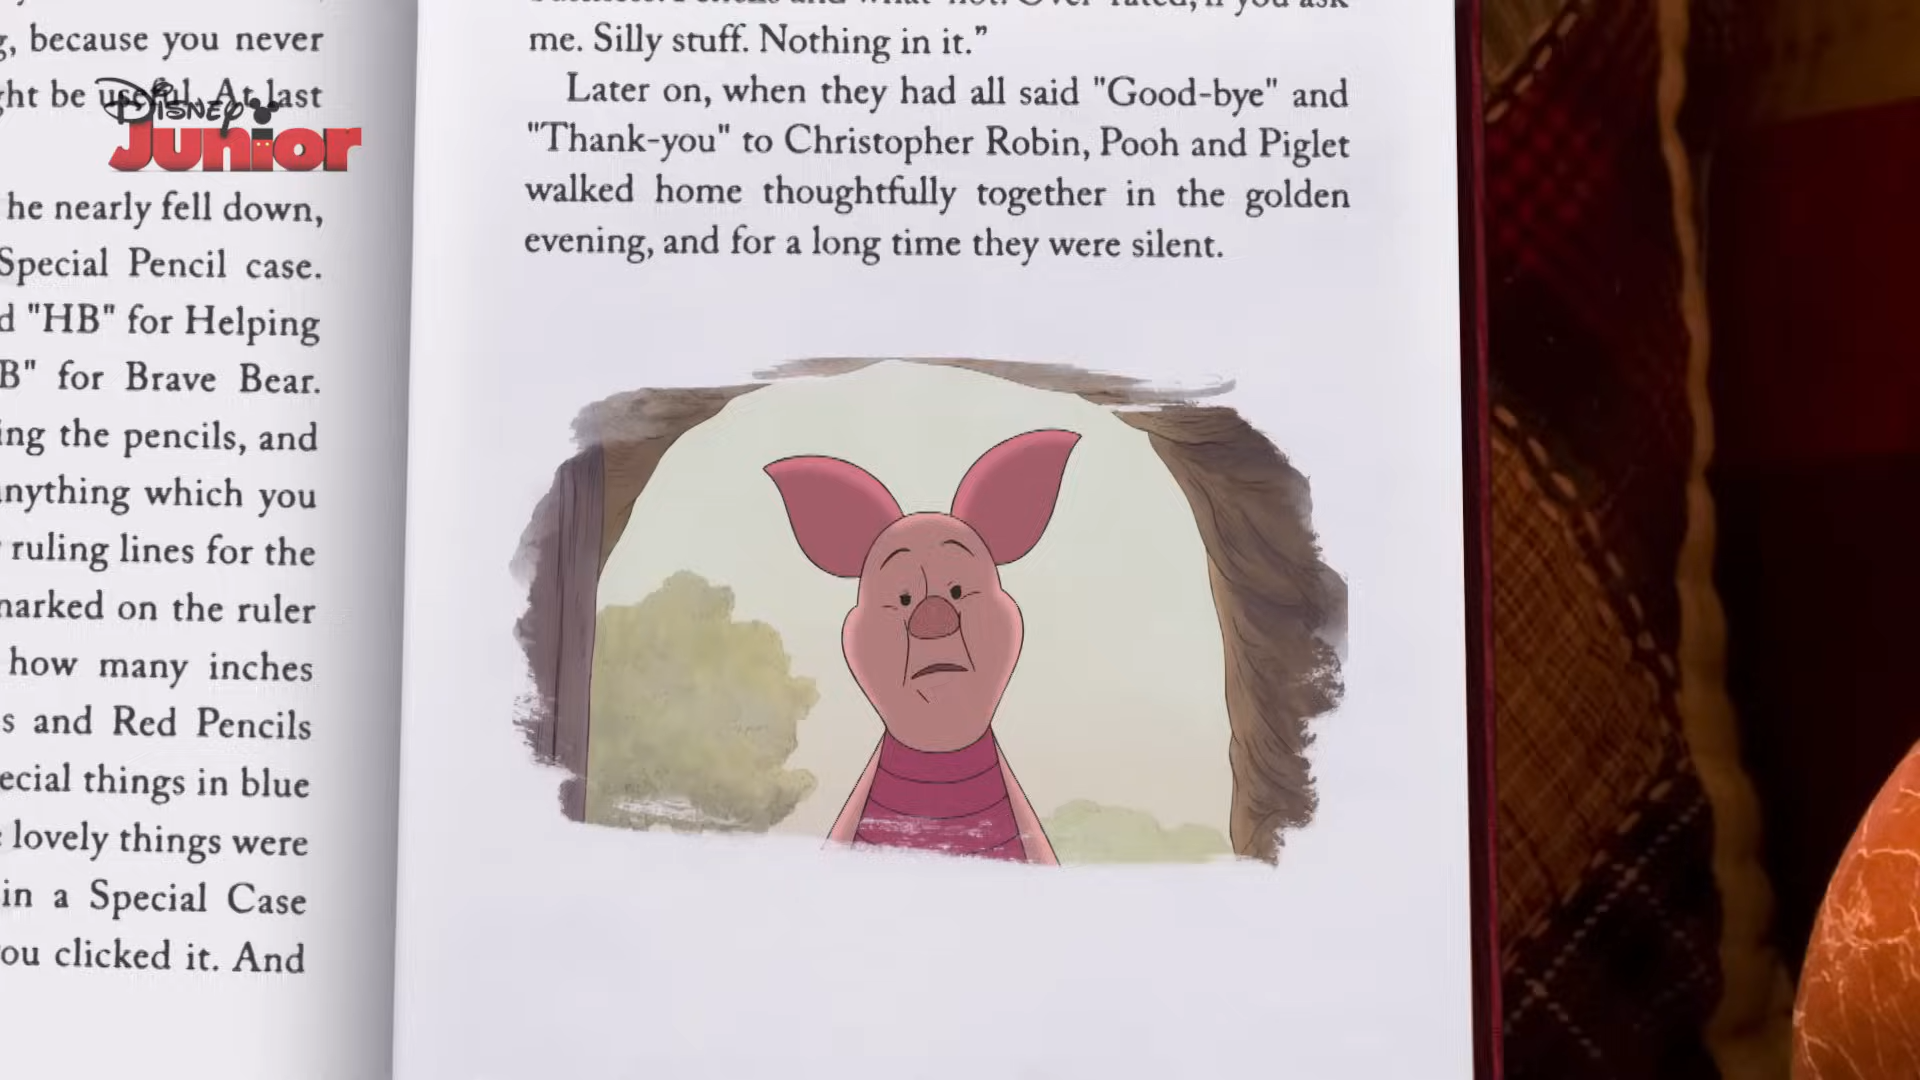 because you never
ght be useful. At last
he nearly fell down,
Special Pencil case.
"HB" for Helping
B" for Brave Bear.
ing the pencils, and
anything which you
ruling lines for the
marked on the ruler
how many inches
s and Red Pencils
ecial things in blue
lovely things were
in a Special Case
ou clicked it. And
Disney
Junior
if you ask
me. Silly stuff. Nothing in it.”
Later on, when they had all said "Good-bye" and
"Thank-you" to Christopher Robin, Pooh and Piglet
walked home thoughtfully together in the golden
evening, and for a long time they were silent.